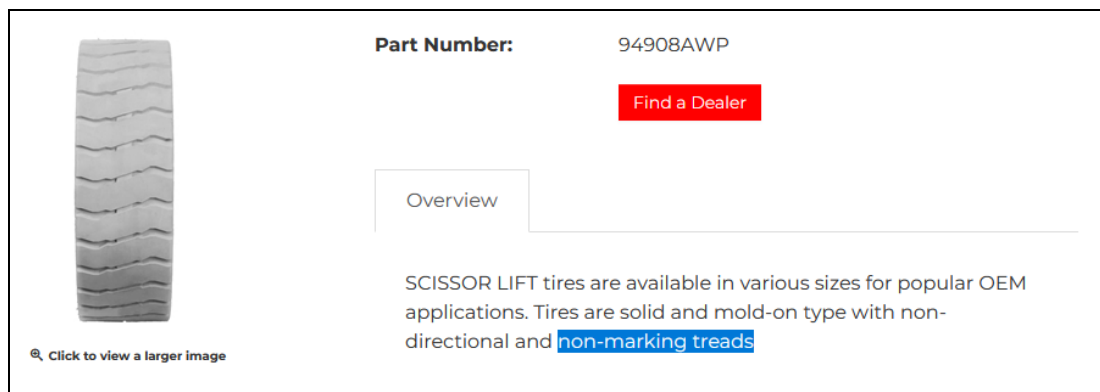 Part Number:
94908AWP
Find a Dealer
Overview
SCISSOR LIFT tires are available in various sizes for popular OEM
applications. Tires are solid and mold-on type with non-
directional and non-marking treads
Click to view a larger image